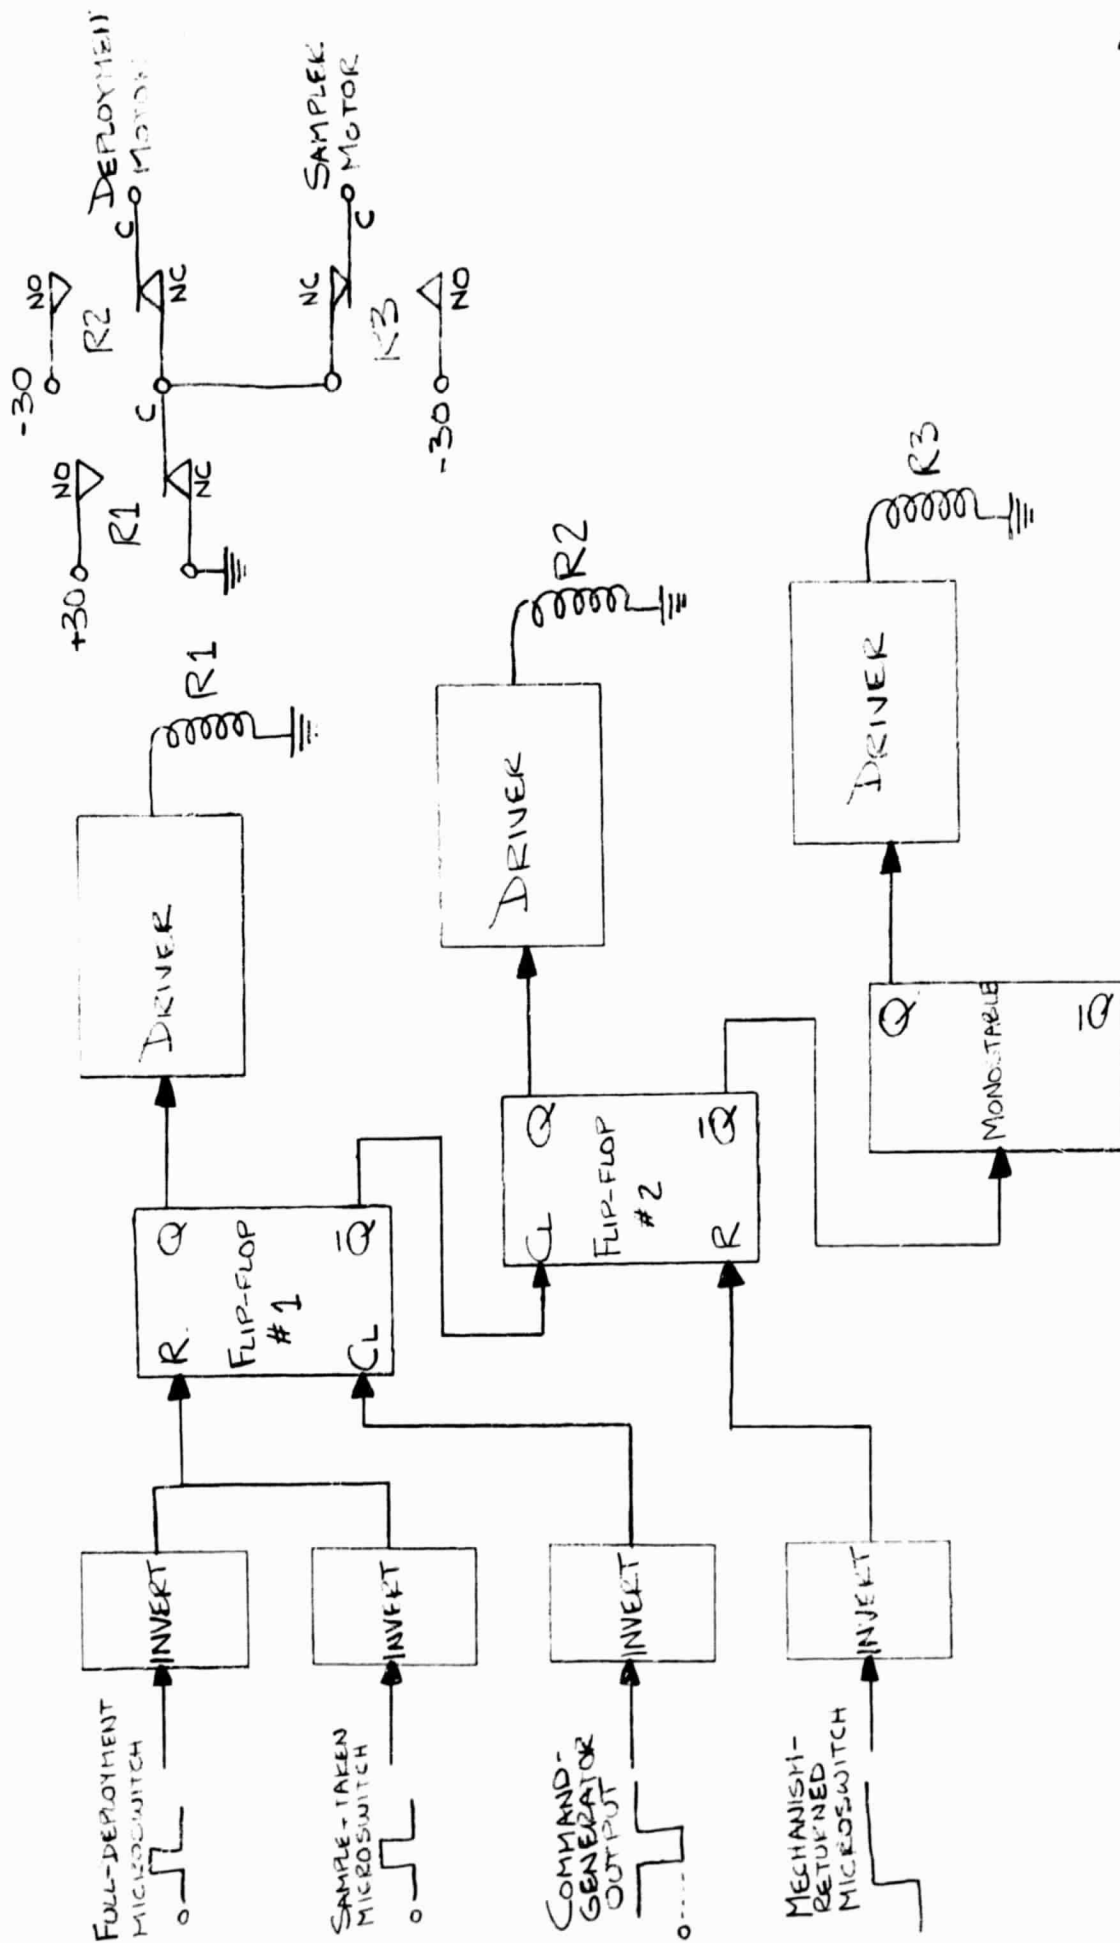 FULL-DEPLOYMENT
MICROSWITCH
INVERT
SAMPLE-TAKEN
MICROSWITCH
INVERT
COMMAND-
GENERATOR
OUTPUT
INVERT
MECHANISM-
RETURNED
MICROSWITCH
INVERT
R
Q
FLIP-FLOP
#1
CL
Q̅
DRIVER
R1
CL
Q
FLIP-FLOP
#2
R
Q̅
DRIVER
R2
Q
MONOSTABLE
Q̅
DRIVER
R3
+30
NO
R1
NC
C
-30
NO
R2
NC
C
DEPLOYMENT
MOTOR
NC
C
SAMPLER
MOTOR
R3
-30
NO